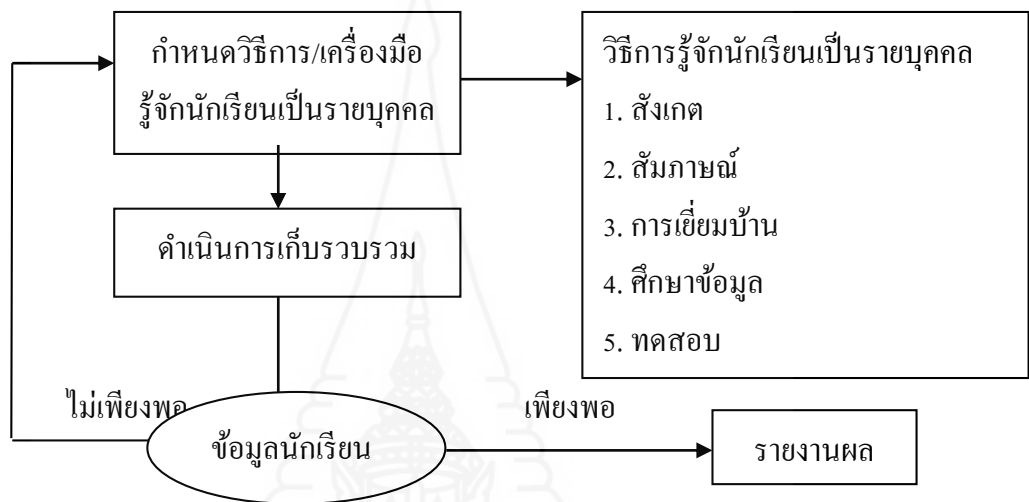 กำหนดวิธีการ/เครื่องมือ
รู้จักนักเรียนเป็นรายบุคคล
วิธีการรู้จักนักเรียนเป็นรายบุคคล
1. สังเกต
2. สัมภาษณ์
3. การเยี่ยมบ้าน
4. ศึกษาข้อมูล
5. ทดสอบ
ดำเนินการเก็บรวบรวม
ไม่เพียงพอ
เพียงพอ
ข้อมูลนักเรียน
รายงานผล